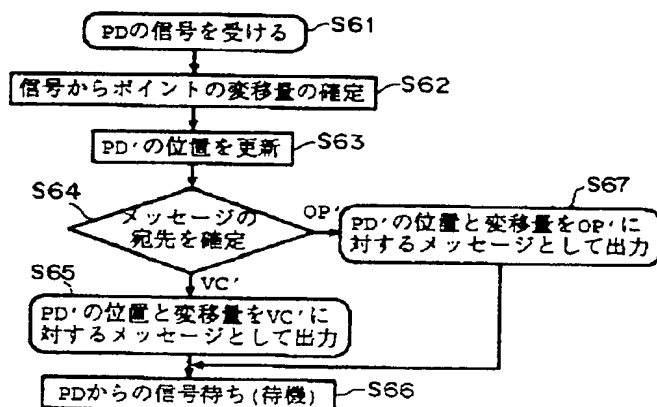 PDの信号を受ける
S61
信号からポイントの変移量の確定
S62
PD'の位置を更新
S63
S64
メッセージの
宛先を確定
OP'
S67
PD'の位置と変移量をOP'に
対するメッセージとして出力
VC'
S65
PD'の位置と変移量をVC'に
対するメッセージとして出力
PDからの信号待ち(待機)
S66